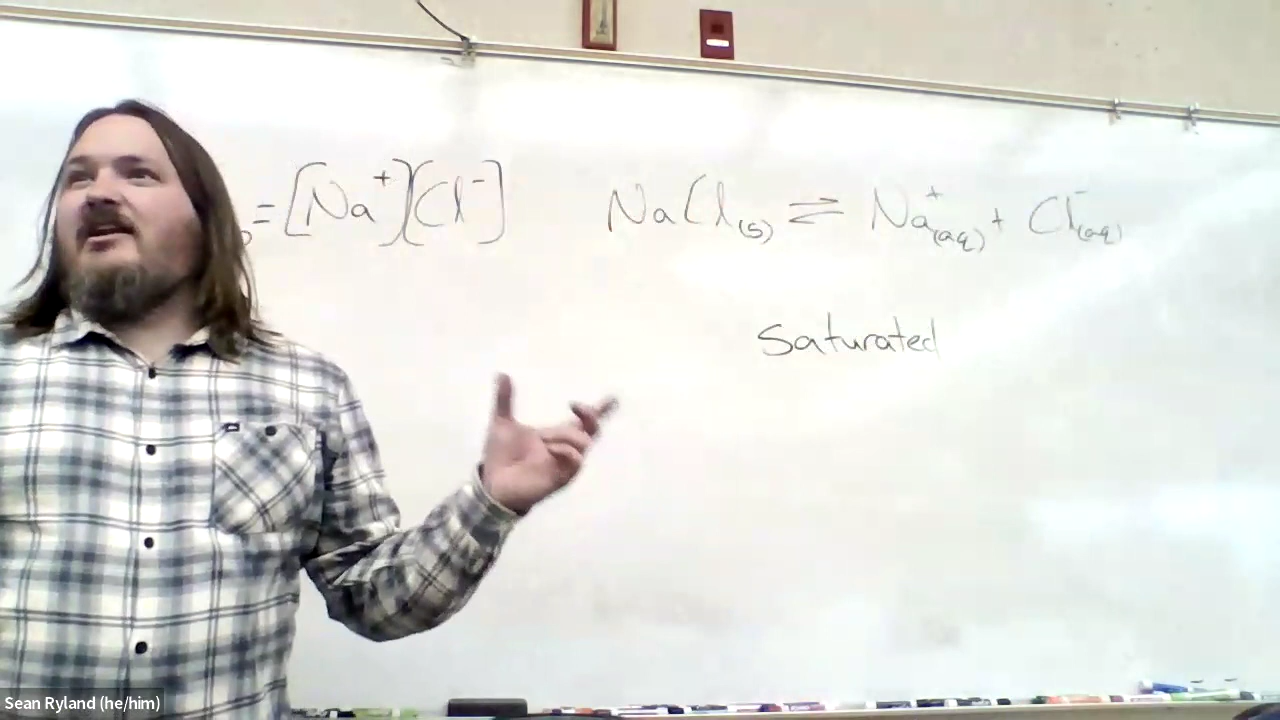 = [Na⁺][Cl⁻]
NaCl₍s₎ ⇌ Na⁺₍aq₎ + Cl⁻₍aq₎
saturated
Sean Ryland (he/him)